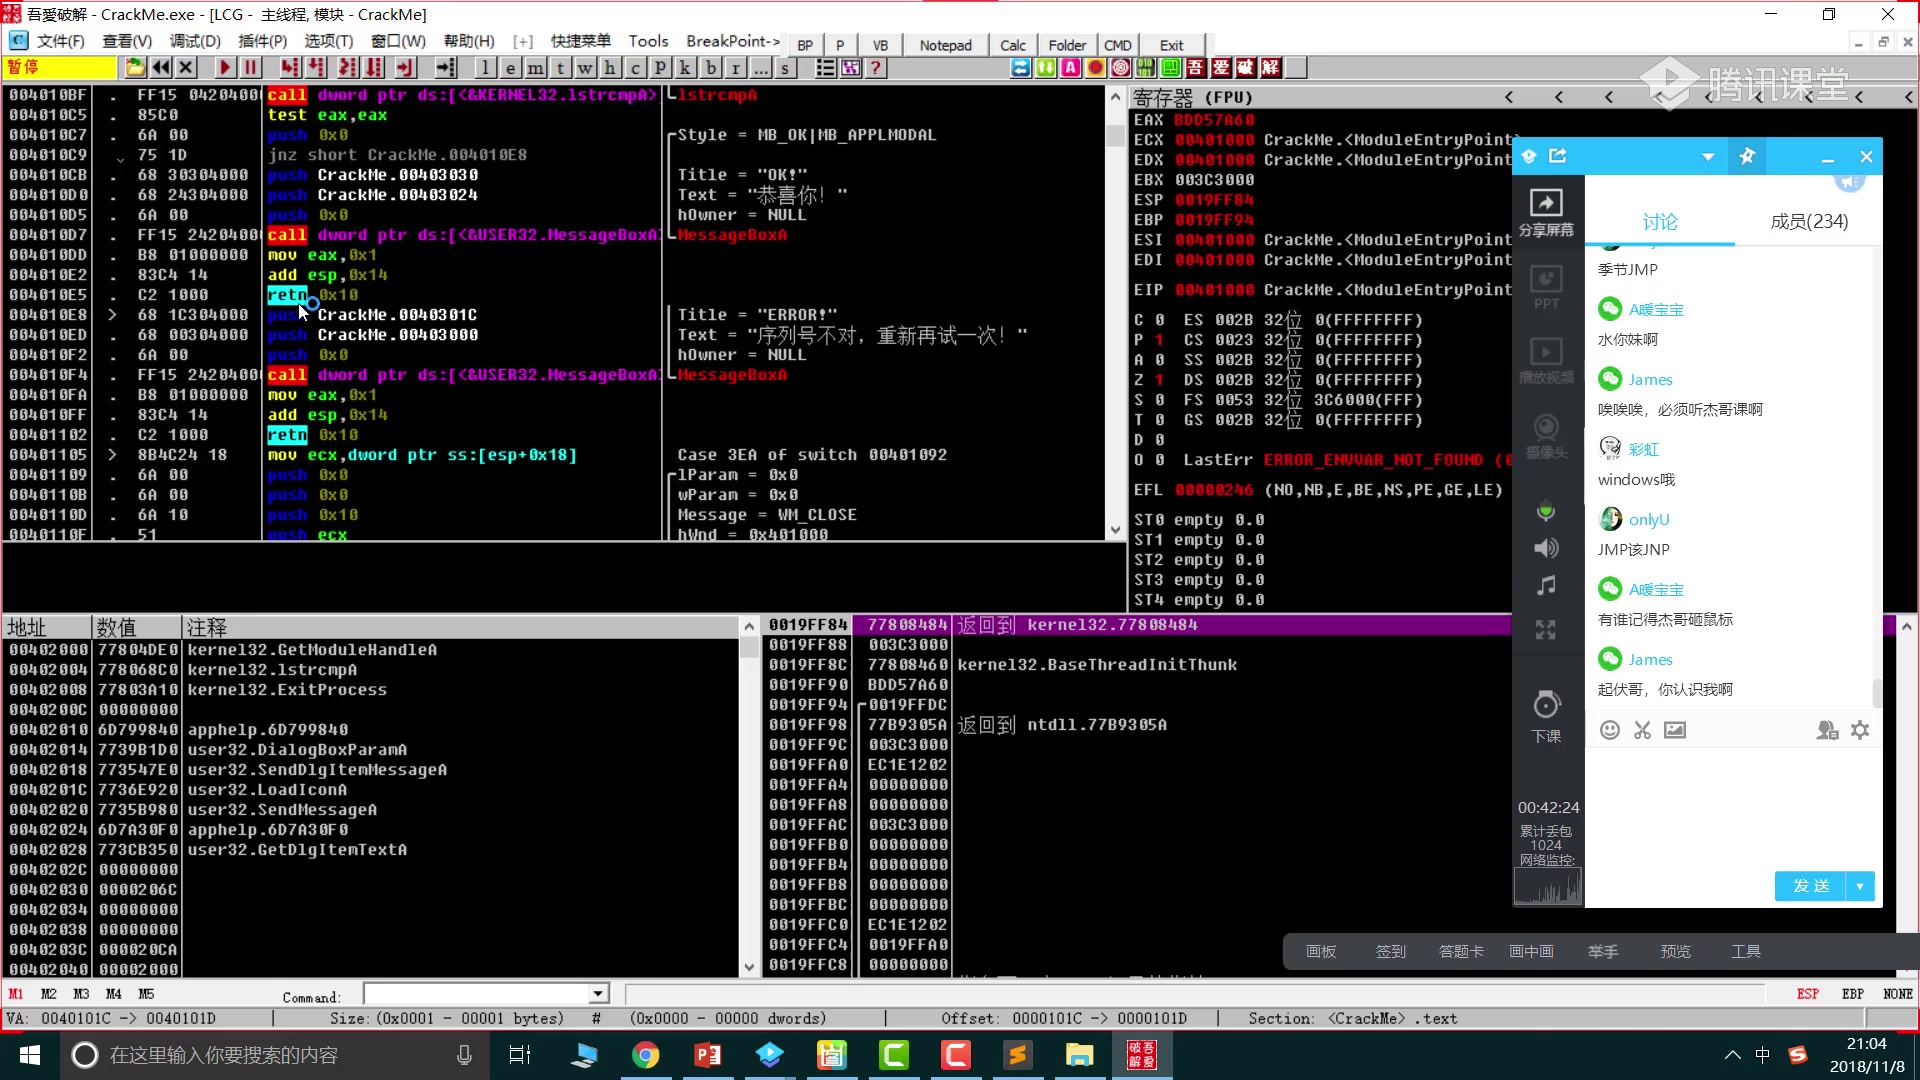 吾愛破解 - CrackMe.exe - [LCG - 主线程, 模块 - CrackMe]
文件(F) 查看(V) 调试(D) 插件(P) 选项(T) 窗口(W) 帮助(H) [+] 快捷菜单 Tools BreakPoint-> BP P VB Notepad Calc Folder CMD Exit
暂停 l e m t w h c p k b r ... s ? A 吾 爱 破 解
腾讯课堂
004010BF . FF15 04204000 call dword ptr ds:[<&KERNEL32.lstrcmpA> lstrcmpA
004010C5 . 85C0 test eax,eax
004010C7 . 6A 00 push 0x0 Style = MB_OK|MB_APPLMODAL
004010C9 . 75 1D jnz short CrackMe.004010E8
004010CB . 68 30304000 push CrackMe.00403030 Title = "OK!"
004010D0 . 68 24304000 push CrackMe.00403024 Text = "恭喜你！"
004010D5 . 6A 00 push 0x0 hOwner = NULL
004010D7 . FF15 24204000 call dword ptr ds:[<&USER32.MessageBoxA> MessageBoxA
004010DD . B8 01000000 mov eax,0x1
004010E2 . 83C4 14 add esp,0x14
004010E5 . C2 1000 retn 0x10
004010E8 > 68 1C304000 push CrackMe.0040301C Title = "ERROR!"
004010ED . 68 00304000 push CrackMe.00403000 Text = "序列号不对，重新再试一次！"
004010F2 . 6A 00 push 0x0 hOwner = NULL
004010F4 . FF15 24204000 call dword ptr ds:[<&USER32.MessageBoxA> MessageBoxA
004010FA . B8 01000000 mov eax,0x1
004010FF . 83C4 14 add esp,0x14
00401102 . C2 1000 retn 0x10
00401105 > 8B4C24 18 mov ecx,dword ptr ss:[esp+0x18] Case 3EA of switch 00401092
00401109 . 6A 00 push 0x0 lParam = 0x0
0040110B . 6A 00 push 0x0 wParam = 0x0
0040110D . 6A 10 push 0x10 Message = WM_CLOSE
0040110F . 51 push ecx hWnd = 0x401000
寄存器 (FPU) < < < < < < < < <
EAX BDD57A60
ECX 00401000 CrackMe.<ModuleEntryPoint>
EDX 00401000 CrackMe.<ModuleEntryPoint
EBX 003C3000
ESP 0019FF84
EBP 0019FF94
ESI 00401000 CrackMe.<ModuleEntryPoint
EDI 00401000 CrackMe.<ModuleEntryPoint
EIP 00401000 CrackMe.<ModuleEntryPoint
C 0 ES 002B 32位 0(FFFFFFFF)
P 1 CS 0023 32位 0(FFFFFFFF)
A 0 SS 002B 32位 0(FFFFFFFF)
Z 1 DS 002B 32位 0(FFFFFFFF)
S 0 FS 0053 32位 3C6000(FFF)
T 0 GS 002B 32位 0(FFFFFFFF)
D 0
O 0 LastErr ERROR_ENVVAR_NOT_FOUND (0
EFL 00000246 (NO,NB,E,BE,NS,PE,GE,LE)
ST0 empty 0.0
ST1 empty 0.0
ST2 empty 0.0
ST3 empty 0.0
ST4 empty 0.0
地址 数值 注释
00402000 77804DE0 kernel32.GetModuleHandleA
00402004 778068C0 kernel32.lstrcmpA
00402008 77803A10 kernel32.ExitProcess
0040200C 00000000
00402010 6D799840 apphelp.6D799840
00402014 7739B1D0 user32.DialogBoxParamA
00402018 773547E0 user32.SendDlgItemMessageA
0040201C 7736E920 user32.LoadIconA
00402020 7735B980 user32.SendMessageA
00402024 6D7A30F0 apphelp.6D7A30F0
00402028 773CB350 user32.GetDlgItemTextA
0040202C 00000000
00402030 0000206C
00402034 00000000
00402038 00000000
0040203C 000020CA
00402040 00002000
0019FF84 77808484 返回到 kernel32.77808484
0019FF88 003C3000
0019FF8C 77808460 kernel32.BaseThreadInitThunk
0019FF90 BDD57A60
0019FF94 0019FFDC
0019FF98 77B9305A 返回到 ntdll.77B9305A
0019FF9C 003C3000
0019FFA0 EC1E1202
0019FFA4 00000000
0019FFA8 00000000
0019FFAC 003C3000
0019FFB0 00000000
0019FFB4 00000000
0019FFB8 00000000
0019FFBC 00000000
0019FFC0 EC1E1202
0019FFC4 0019FFA0
0019FFC8 00000000
分享屏幕
PPT
播放视频
摄像头
下课
00:42:24
累计丢包
1024
网络监控:
讨论 成员(234)
季节JMP
A暖宝宝
水你妹啊
James
唉唉唉，必须听杰哥课啊
彩虹
windows哦
onlyU
JMP该JNP
A暖宝宝
有谁记得杰哥砸鼠标
James
起伏哥，你认识我啊
发 送
画板 签到 答题卡 画中画 举手 预览 工具
M1 M2 M3 M4 M5 Command: ESP EBP NONE
VA: 0040101C -> 0040101D Size:(0x0001 - 00001 bytes) # (0x0000 - 00000 dwords) Offset: 0000101C -> 0000101D Section: <CrackMe> .text
在这里输入你要搜索的内容
中
21:04
2018/11/8